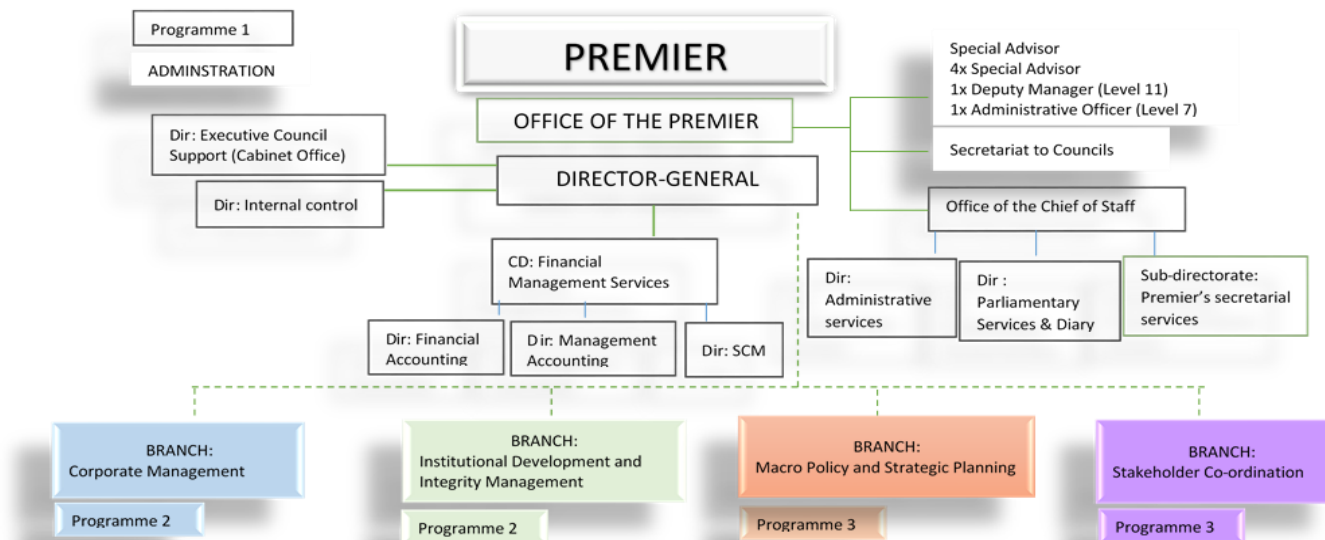 Programme 1
ADMINSTRATION
PREMIER
OFFICE OF THE PREMIER
DIRECTOR-GENERAL
Special Advisor
4x Special Advisor
1x Deputy Manager (Level 11)
1x Administrative Officer (Level 7)
Secretariat to Councils
Office of the Chief of Staff
Dir: Executive Council
Support (Cabinet Office)
Dir: Internal control
CD: Financial
Management Services
Dir: Financial
Accounting
Dir: Management
Accounting
Dir: SCM
Dir:
Administrative
services
Dir :
Parliamentary
Services & Diary
Sub-directorate:
Premier's secretarial
services
BRANCH:
Corporate Management
Programme 2
BRANCH:
Institutional Development and
Integrity Management
Programme 2
BRANCH:
Macro Policy and Strategic Planning
Programme 3
BRANCH:
Stakeholder Co-ordination
Programme 3